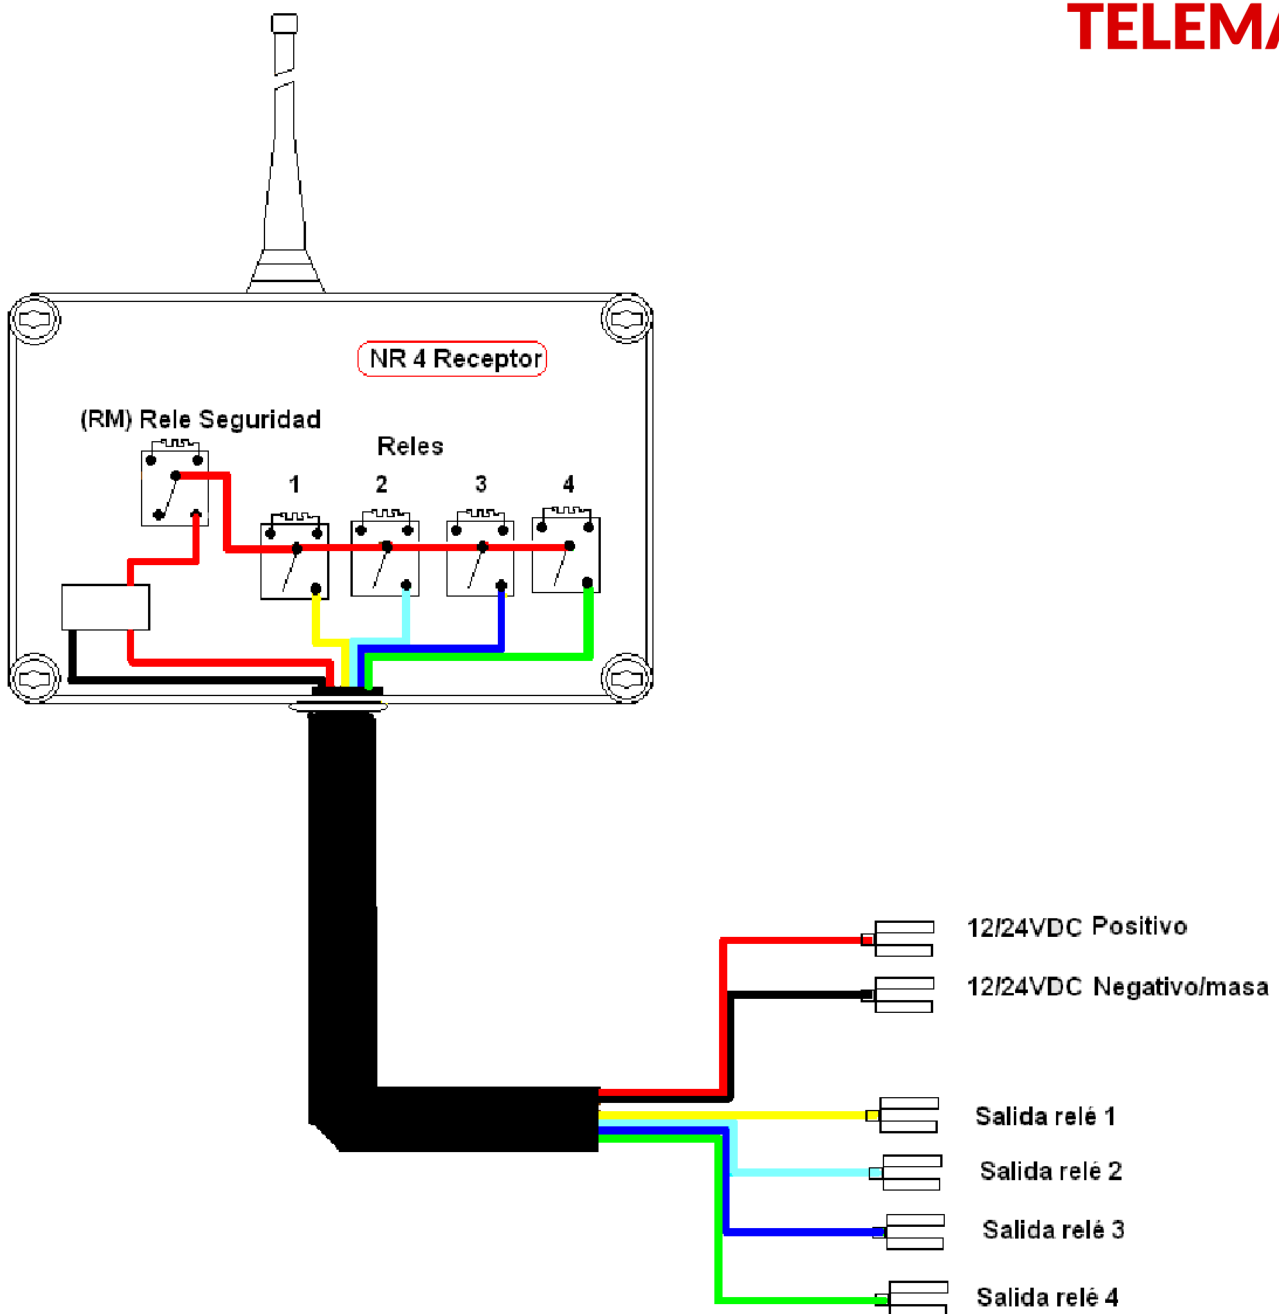 TELEMA
NR 4 Receptor
(RM) Rele Seguridad
Reles
1 2 3 4
12/24VDC Positivo
12/24VDC Negativo/masa
Salida relé 1
Salida relé 2
Salida relé 3
Salida relé 4